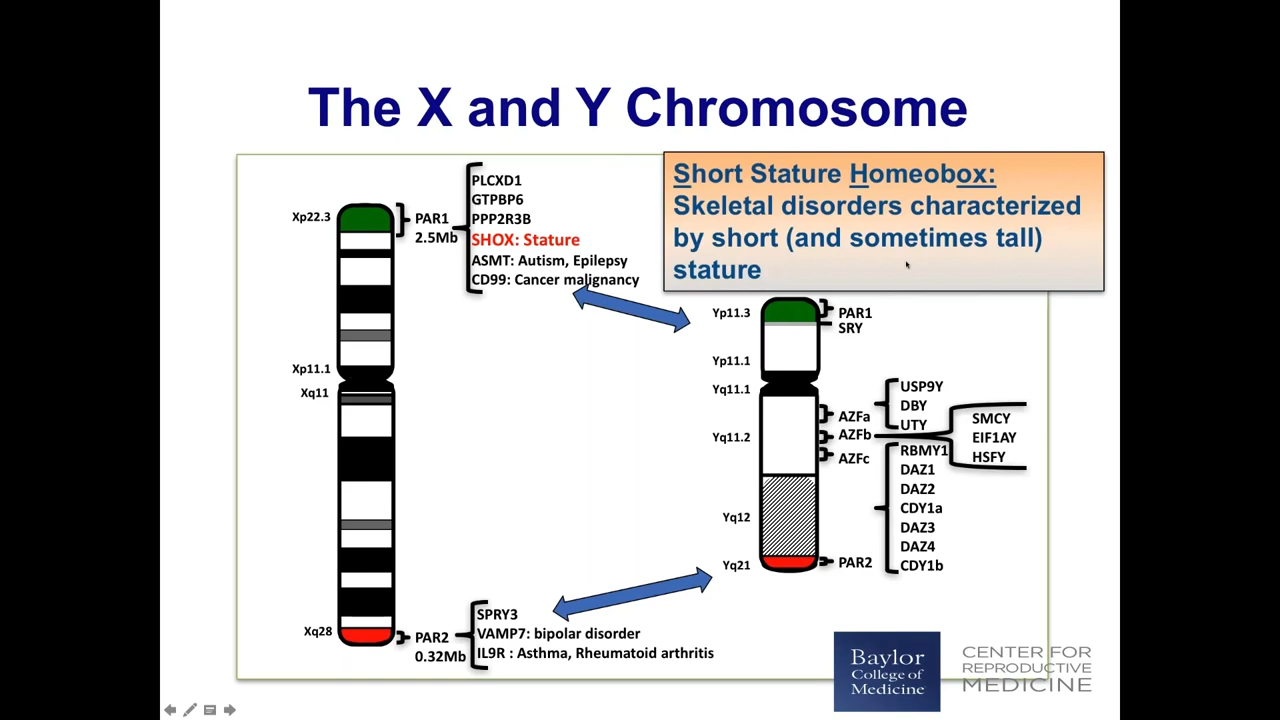 The X and Y Chromosome
Short Stature Homeobox:
Skeletal disorders characterized
by short (and sometimes tall)
stature
Xp22.3
PAR1
2.5Mb
PLCXD1
GTPBP6
PPP2R3B
SHOX: Stature
ASMT: Autism, Epilepsy
CD99: Cancer malignancy
Xp11.1
Xq11
Xq28
PAR2
0.32Mb
SPRY3
VAMP7: bipolar disorder
IL9R : Asthma, Rheumatoid arthritis
Yp11.3
PAR1
SRY
Yp11.1
Yq11.1
Yq11.2
AZFa
AZFb
AZFc
USP9Y
DBY
UTY
SMCY
EIF1AY
HSFY
RBMY1
DAZ1
DAZ2
CDY1a
DAZ3
DAZ4
CDY1b
Yq12
Yq21
PAR2
Baylor
College of
Medicine
CENTER FOR
REPRODUCTIVE
MEDICINE